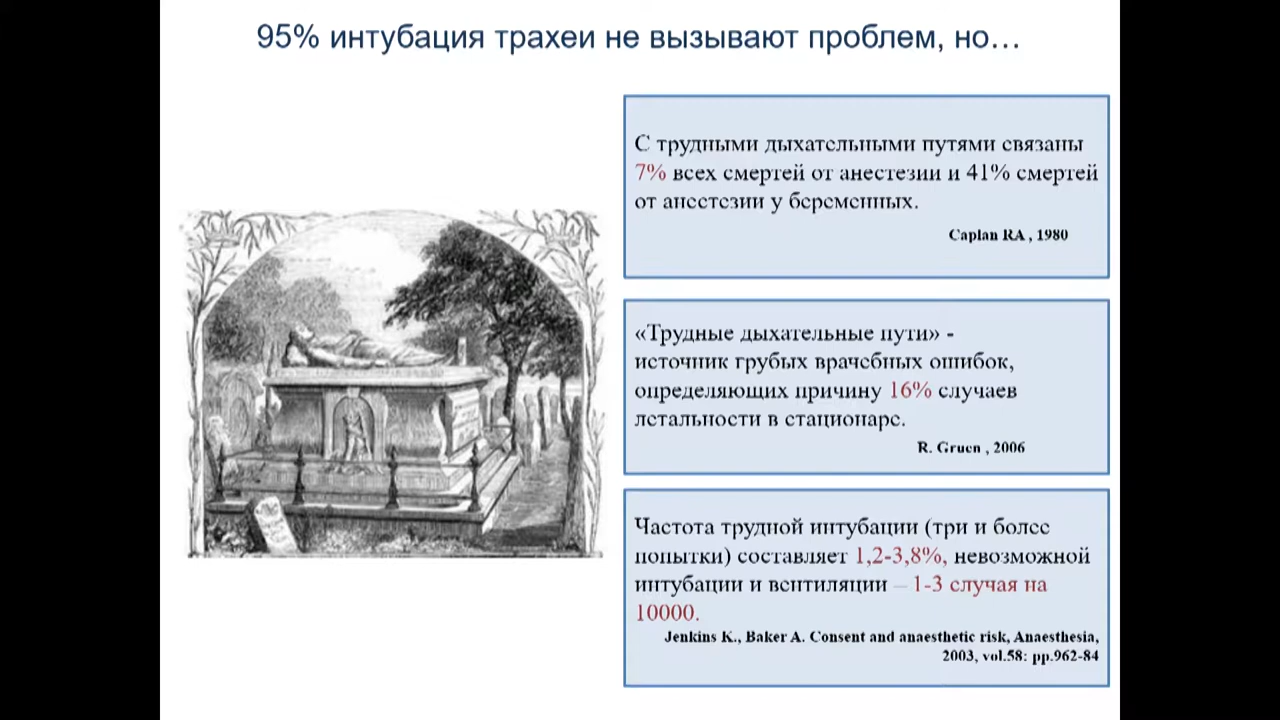 95% интубация трахеи не вызывают проблем, но…
С трудными дыхательными путями связаны
7% всех смертей от анестезии и 41% смертей
от анестезии у беременных.
Caplan RA , 1980
«Трудные дыхательные пути» -
источник грубых врачебных ошибок,
определяющих причину 16% случаев
летальности в стационаре.
R. Gruen , 2006
Частота трудной интубации (три и более
попытки) составляет 1,2-3,8%, невозможной
интубации и вентиляции – 1-3 случая на
10000.
Jenkins K., Baker A. Consent and anaesthetic risk, Anaesthesia,
2003, vol.58: pp.962-84